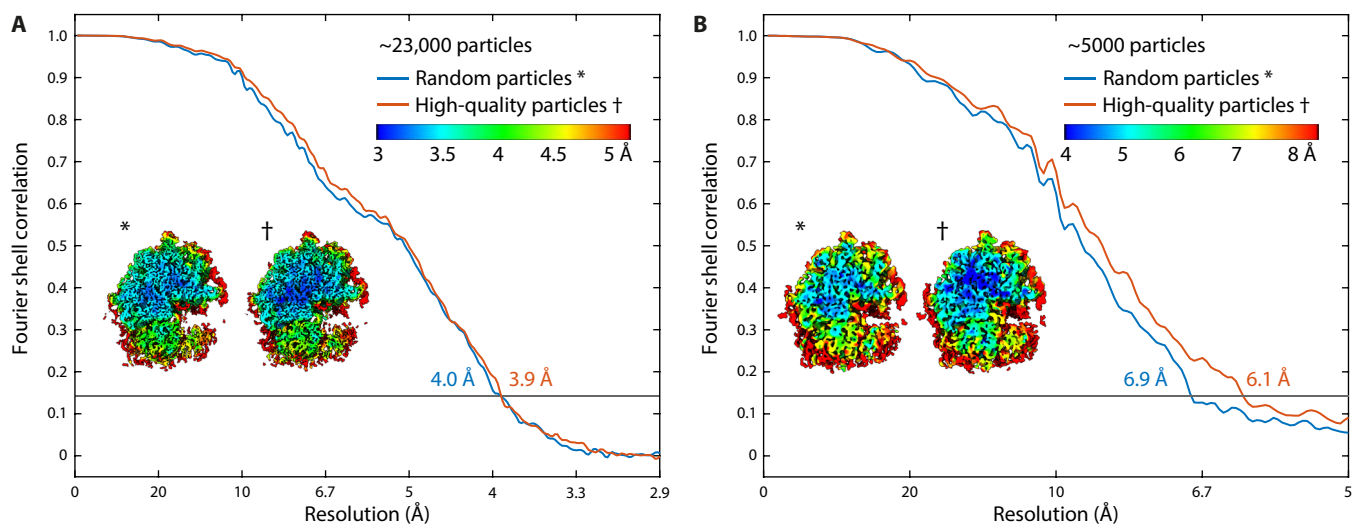 A
Fourier shell correlation
1.0
0.9
0.8
0.7
0.6
0.5
0.4
0.3
0.2
0.1
0
~23,000 particles
Random particles *
High-quality particles †
3 3.5 4 4.5 5 Å
* †
4.0 Å 3.9 Å
0 20 10 6.7 5 4 3.3 2.9
Resolution (Å)
B
Fourier shell correlation
1.0
0.9
0.8
0.7
0.6
0.5
0.4
0.3
0.2
0.1
0
~5000 particles
Random particles *
High-quality particles †
4 5 6 7 8 Å
* †
6.9 Å 6.1 Å
0 20 10 6.7 5
Resolution (Å)